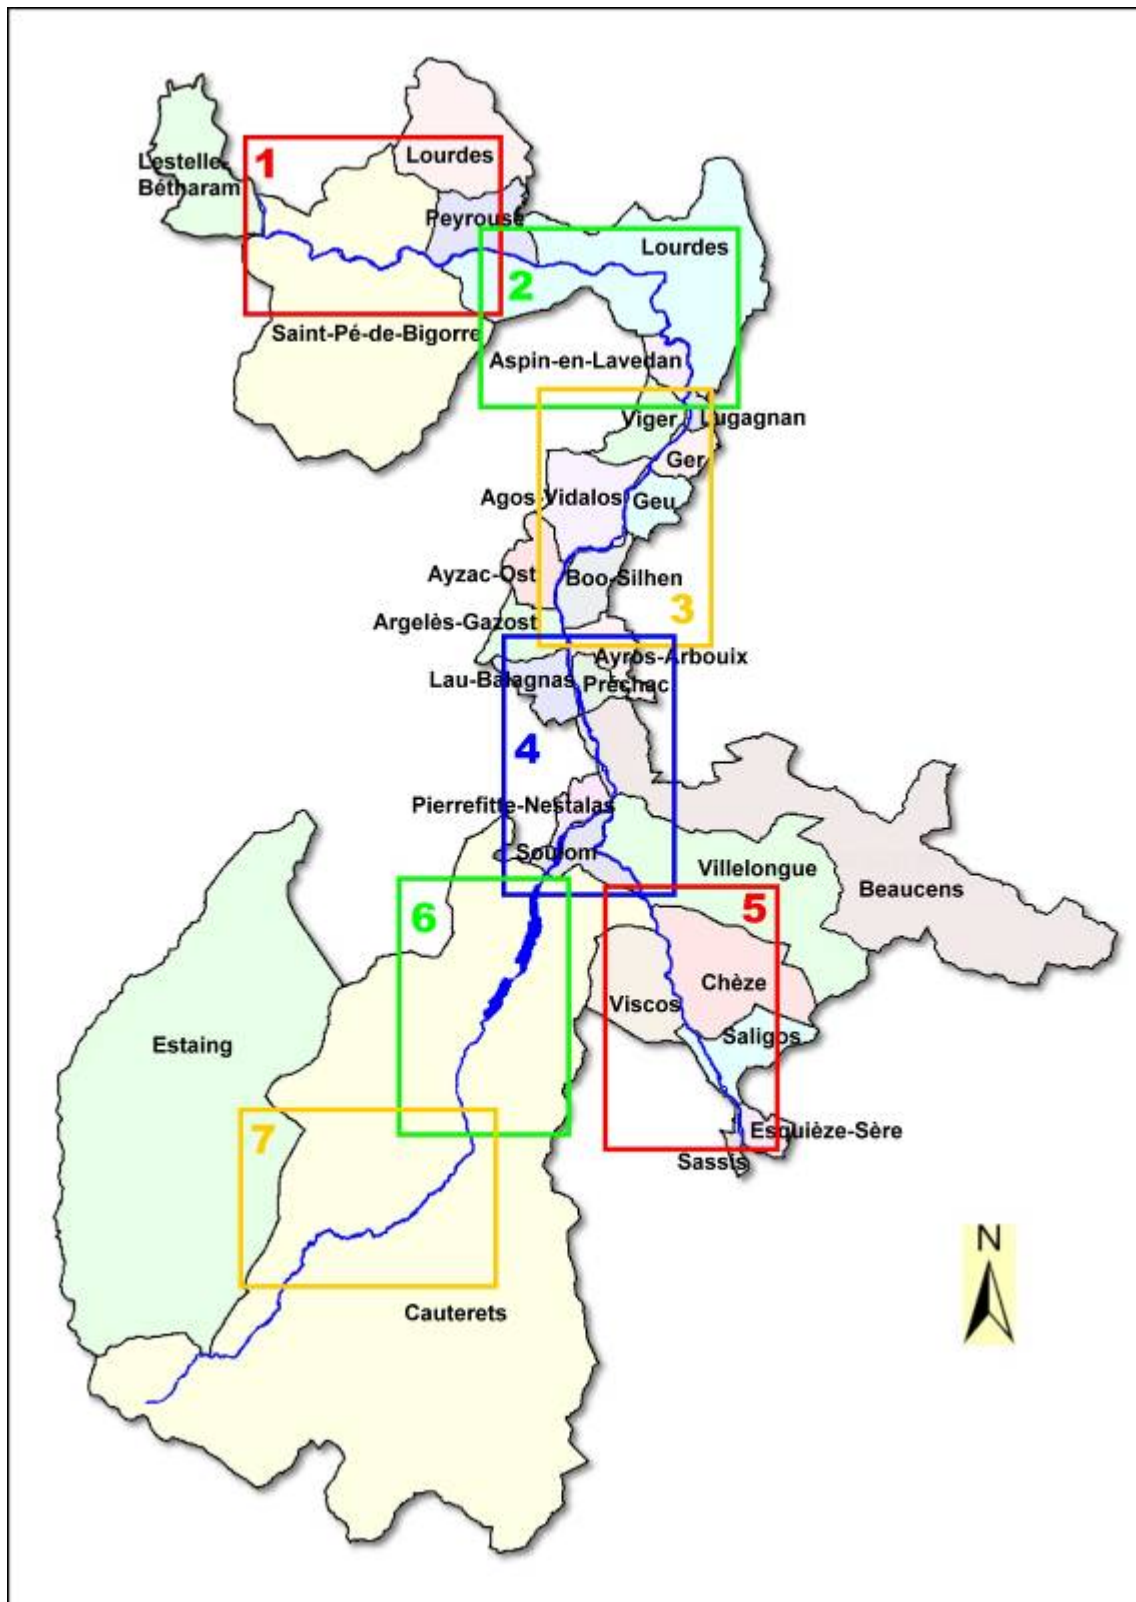 Lourdes
1
Lestelle-
Bétharam
Peyrouse
Lourdes
2
Saint-Pé-de-Bigorre
Aspin-en-Lavedan
Viger
Lugagnan
Ger
Agos-Vidalos
Geu
Ayzac-Ost
Boo-Silhen
3
Argelès-Gazost
Ayros-Arbouix
Lau-Balagnas
Préchac
4
Pierrefitte-Nestalas
Soulom
Villelongue
Beaucens
5
6
Chèze
Viscos
Saligos
Estaing
Esquièze-Sère
7
Sassis
N
Cauterets